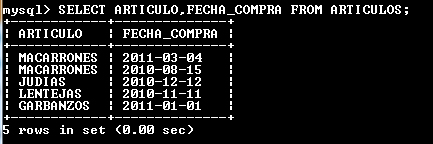 mysql> SELECT ARTICULO,FECHA_COMPRA FROM ARTICULOS;
+------------+--------------+
| ARTICULO | FECHA_COMPRA |
+------------+--------------+
| MACARRONES | 2011-03-04 |
| MACARRONES | 2010-08-15 |
| JUDIAS | 2010-12-12 |
| LENTEJAS | 2010-11-11 |
| GARBANZOS | 2011-01-01 |
+------------+--------------+
5 rows in set (0.00 sec)